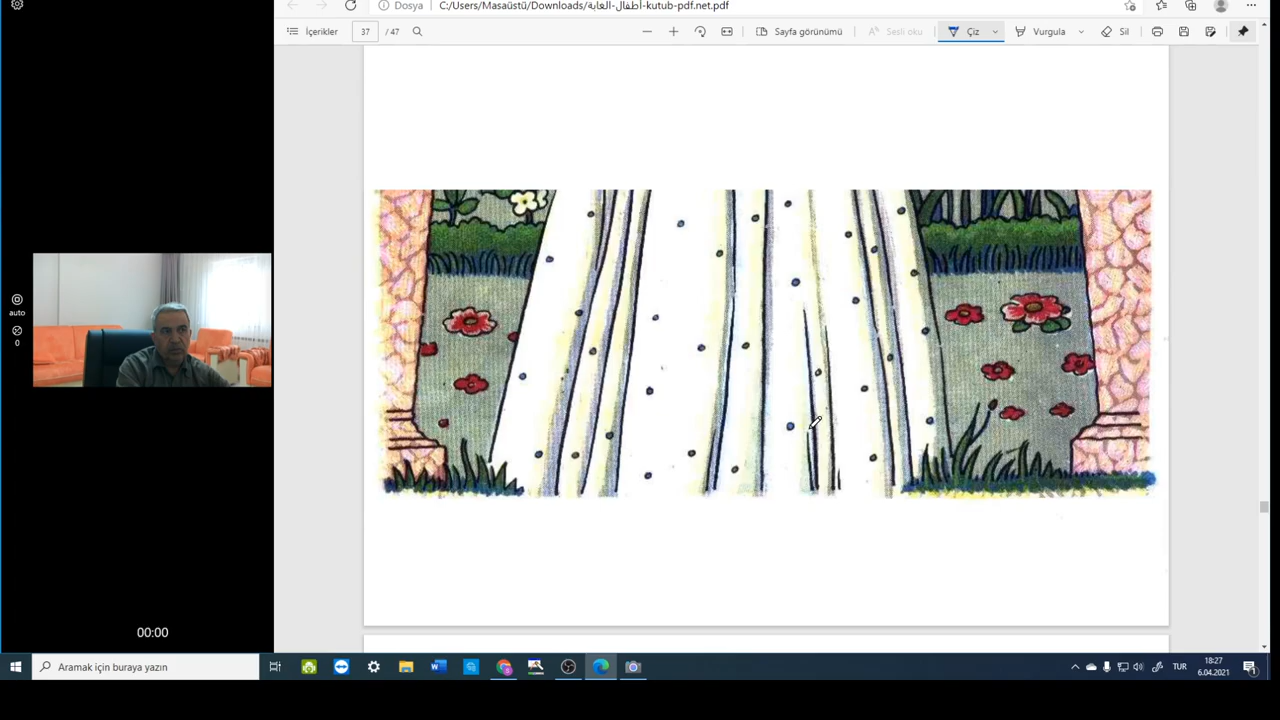 Dosya
C:/Users/Masaüstü/Downloads/أطفال-الغابة-kutub-pdf.net.pdf
İçerikler
37
/ 47
Sayfa görünümü
Sesli oku
Çiz
Vurgula
Sil
auto
0
00:00
Aramak için buraya yazın
TUR
18:27
6.04.2021